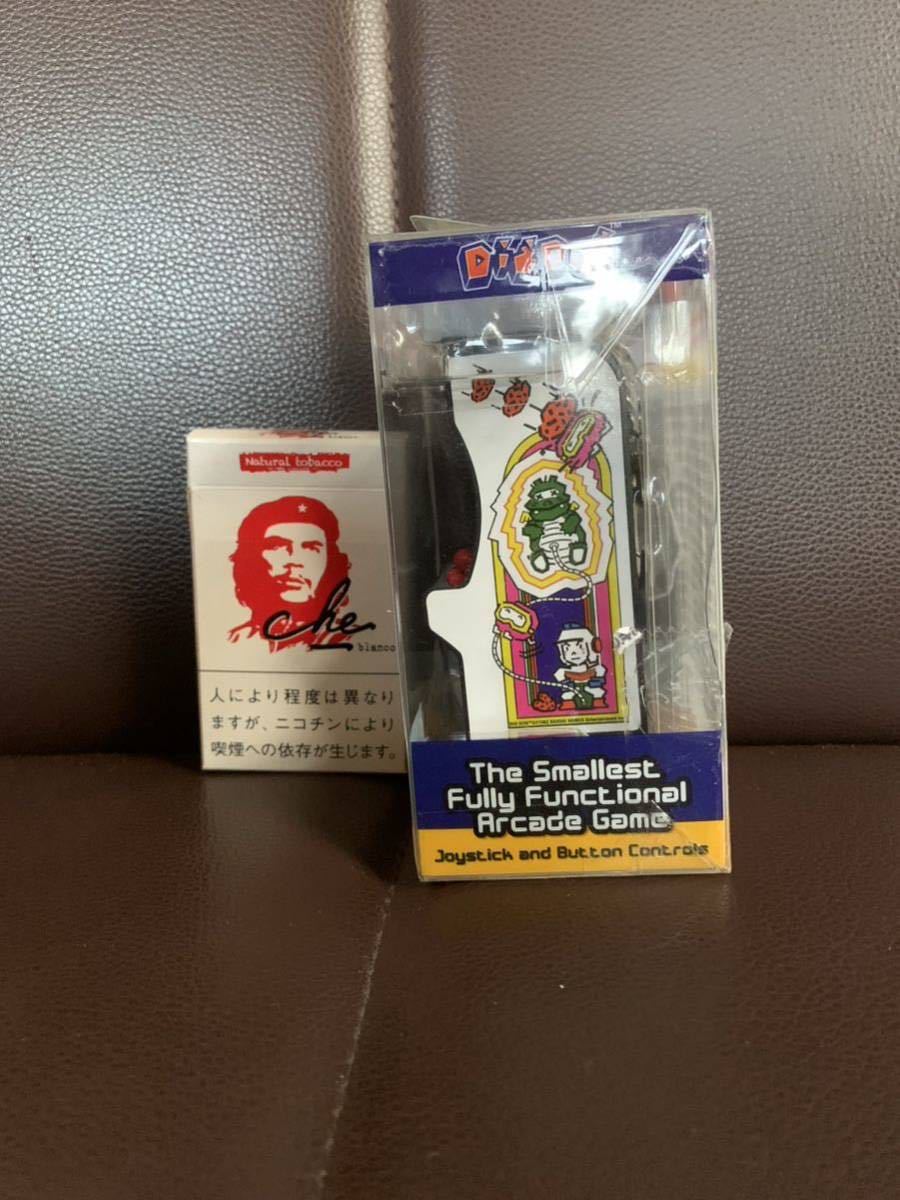 Dig Dug
Natural tobacco
che
blanco
人により程度は異なり
ますが、ニコチンにより
喫煙への依存が生じます。
The Smallest
Fully Functional
Arcade Game
Joystick and Button Controls